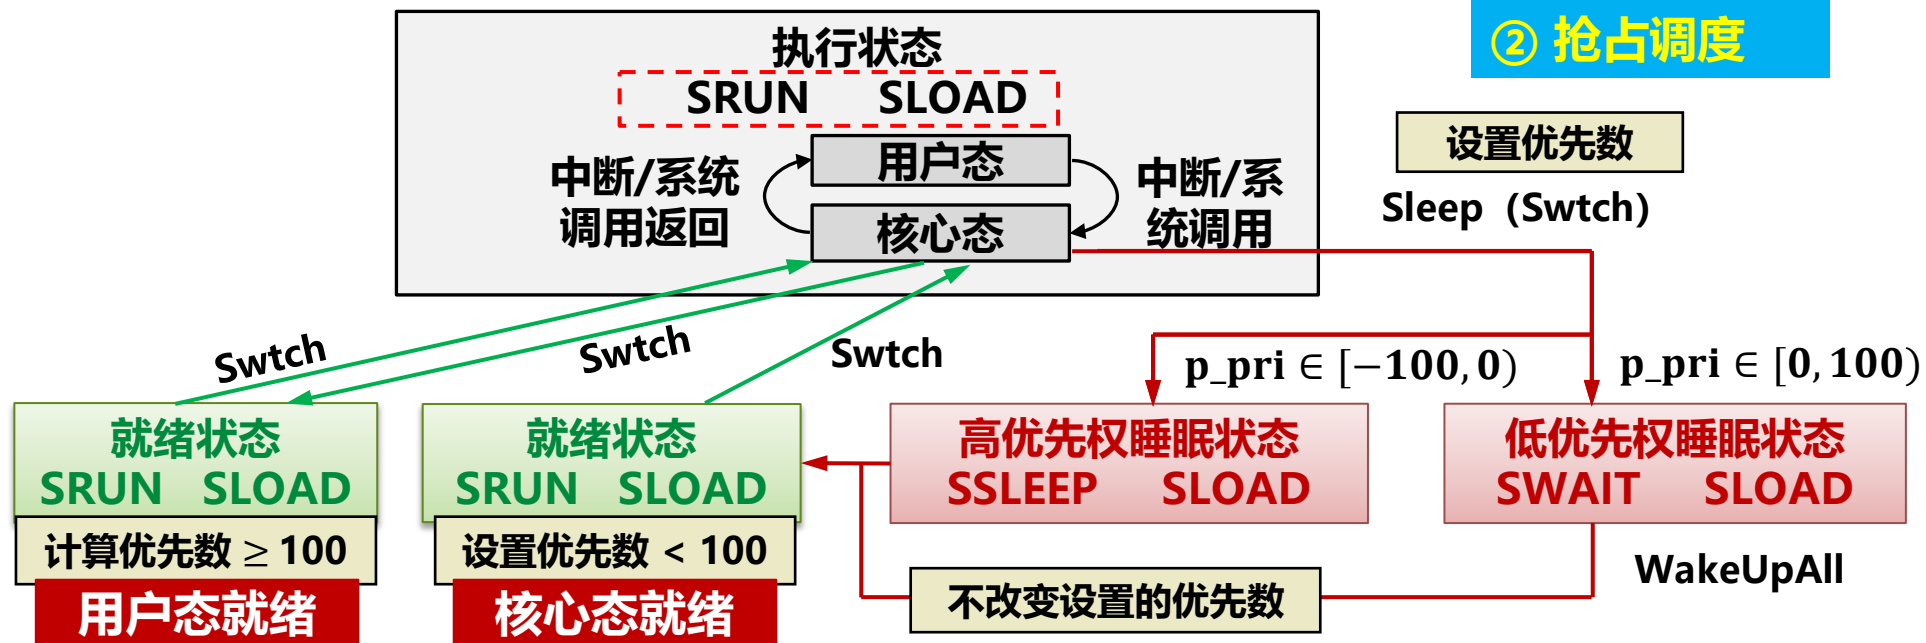 ② 抢占调度
执行状态
SRUN SLOAD
用户态
核心态
中断/系统
调用返回
中断/系
统调用
设置优先数
Sleep (Swtch)
Swtch
Swtch
Swtch
p_pri ∈ [−100, 0)
p_pri ∈ [0, 100)
就绪状态
SRUN SLOAD
计算优先数 ≥ 100
用户态就绪
就绪状态
SRUN SLOAD
设置优先数 < 100
核心态就绪
高优先权睡眠状态
SSLEEP SLOAD
低优先权睡眠状态
SWAIT SLOAD
WakeUpAll
不改变设置的优先数